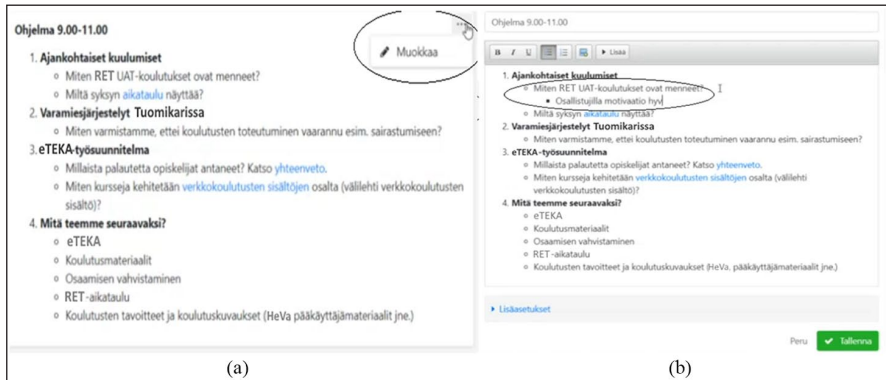 Ohjelma 9.00-11.00
Muokkaa
1. Ajankohtaiset kuulumiset
Miten RET UAT-koulutukset ovat menneet?
Miltä syksyn aikataulu näyttää?
2. Varamiesjärjestelyt Tuomikarissa
Miten varmistamme, ettei koulutusten toteutuminen vaarannu esim. sairastumiseen?
3. eTEKA-työsuunnitelma
Millaista palautetta opiskelijat antaneet? Katso yhteenveto.
Miten kursseja kehitetään verkkokoulutusten sisältöjen osalta (välilehti verkkokoulutusten
sisältö)?
4. Mitä teemme seuraavaksi?
eTEKA
Koulutusmateriaalit
Osaamisen vahvistaminen
RET-aikataulu
Koulutusten tavoitteet ja koulutuskuvaukset (HeVa pääkäyttäjämateriaalit jne.)
(a)
Ohjelma 9.00-11.00
B I U Lisää
1. Ajankohtaiset kuulumiset
Miten RET UAT-koulutukset ovat menneet?
Osallistujilla motivaatio hyv
Miltä syksyn aikataulu näyttää?
2. Varamiesjärjestelyt Tuomikarissa
Miten varmistamme, ettei koulutusten toteutuminen vaarannu esim. sairastumiseen?
3. eTEKA-työsuunnitelma
Millaista palautetta opiskelijat antaneet? Katso yhteenveto.
Miten kursseja kehitetään verkkokoulutusten sisältöjen osalta (välilehti
verkkokoulutusten sisältö)?
4. Mitä teemme seuraavaksi?
eTEKA
Koulutusmateriaalit
Osaamisen vahvistaminen
RET-aikataulu
Koulutusten tavoitteet ja koulutuskuvaukset (HeVa, pääkäyttäjämateriaalit jne.)
Lisäasetukset
Peru Tallenna
(b)